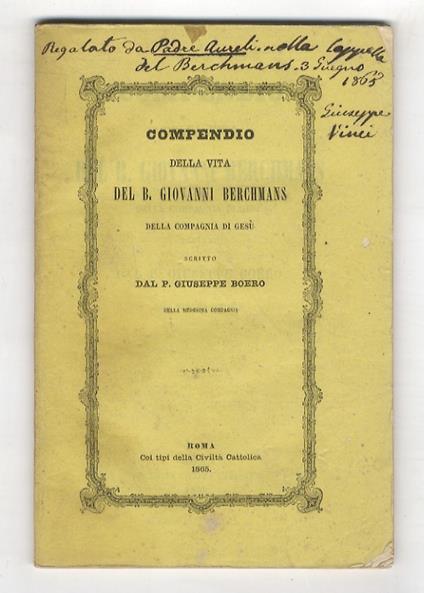 Regalato da Padre Aureli nella Cappella
del Berchmans. 3 Giugno
1865
Giuseppe
Vinci
COMPENDIO
DELLA VITA
DEL B. GIOVANNI BERCHMANS
DELLA COMPAGNIA DI GESÙ
SCRITTO
DAL P. GIUSEPPE BOERO
DELLA MEDESIMA COMPAGNIA
ROMA
Coi tipi della Civiltà Cattolica
1865.